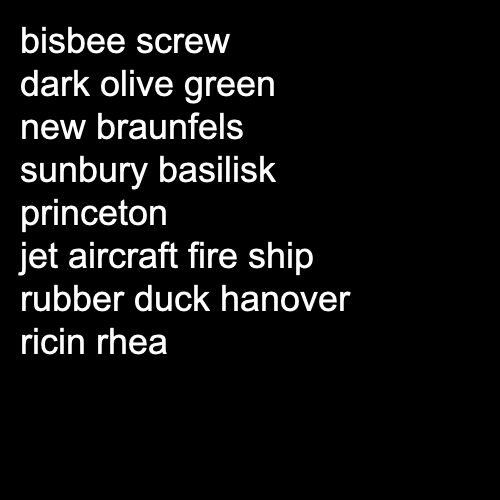 bisbee screw
dark olive green
new braunfels
sunbury basilisk
princeton
jet aircraft fire ship
rubber duck hanover
ricin rhea